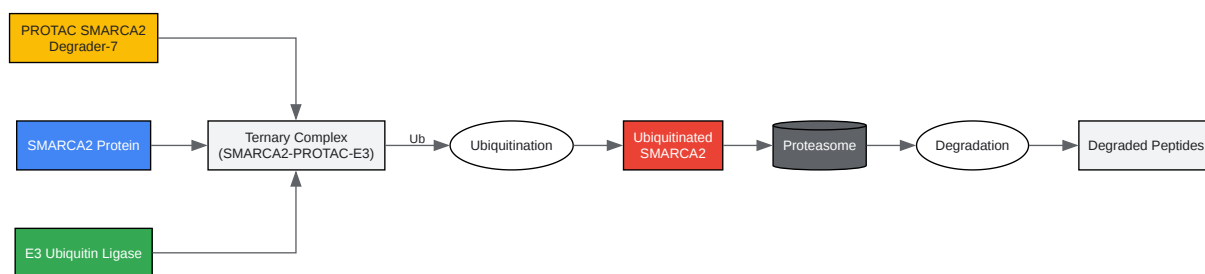 PROTAC SMARCA2
Degrader-7
SMARCA2 Protein
E3 Ubiquitin Ligase
Ternary Complex
(SMARCA2-PROTAC-E3)
Ub
Ubiquitination
Ubiquitinated
SMARCA2
Proteasome
Degradation
Degraded Peptides